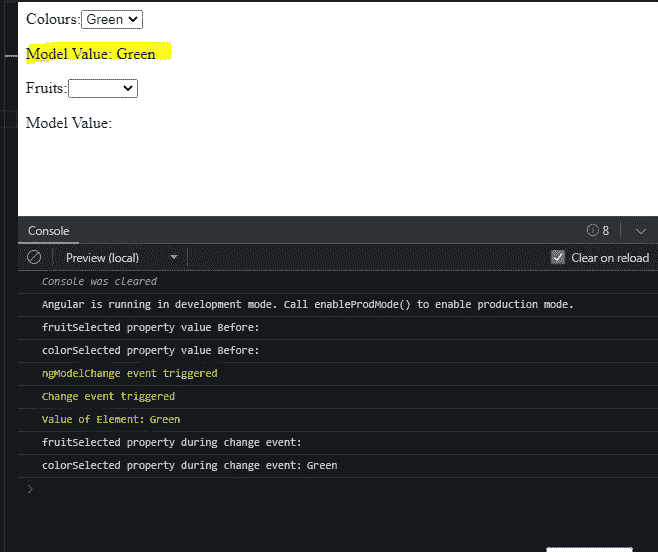 Colours: Green
Model Value: Green
Fruits:
Model Value:
Console
8
Preview (local)
Clear on reload
Console was cleared
Angular is running in development mode. Call enableProdMode() to enable production mode.
fruitSelected property value Before:
colorSelected property value Before:
ngModelChange event triggered
Change event triggered
Value of Element: Green
fruitSelected property during change event:
colorSelected property during change event: Green
>